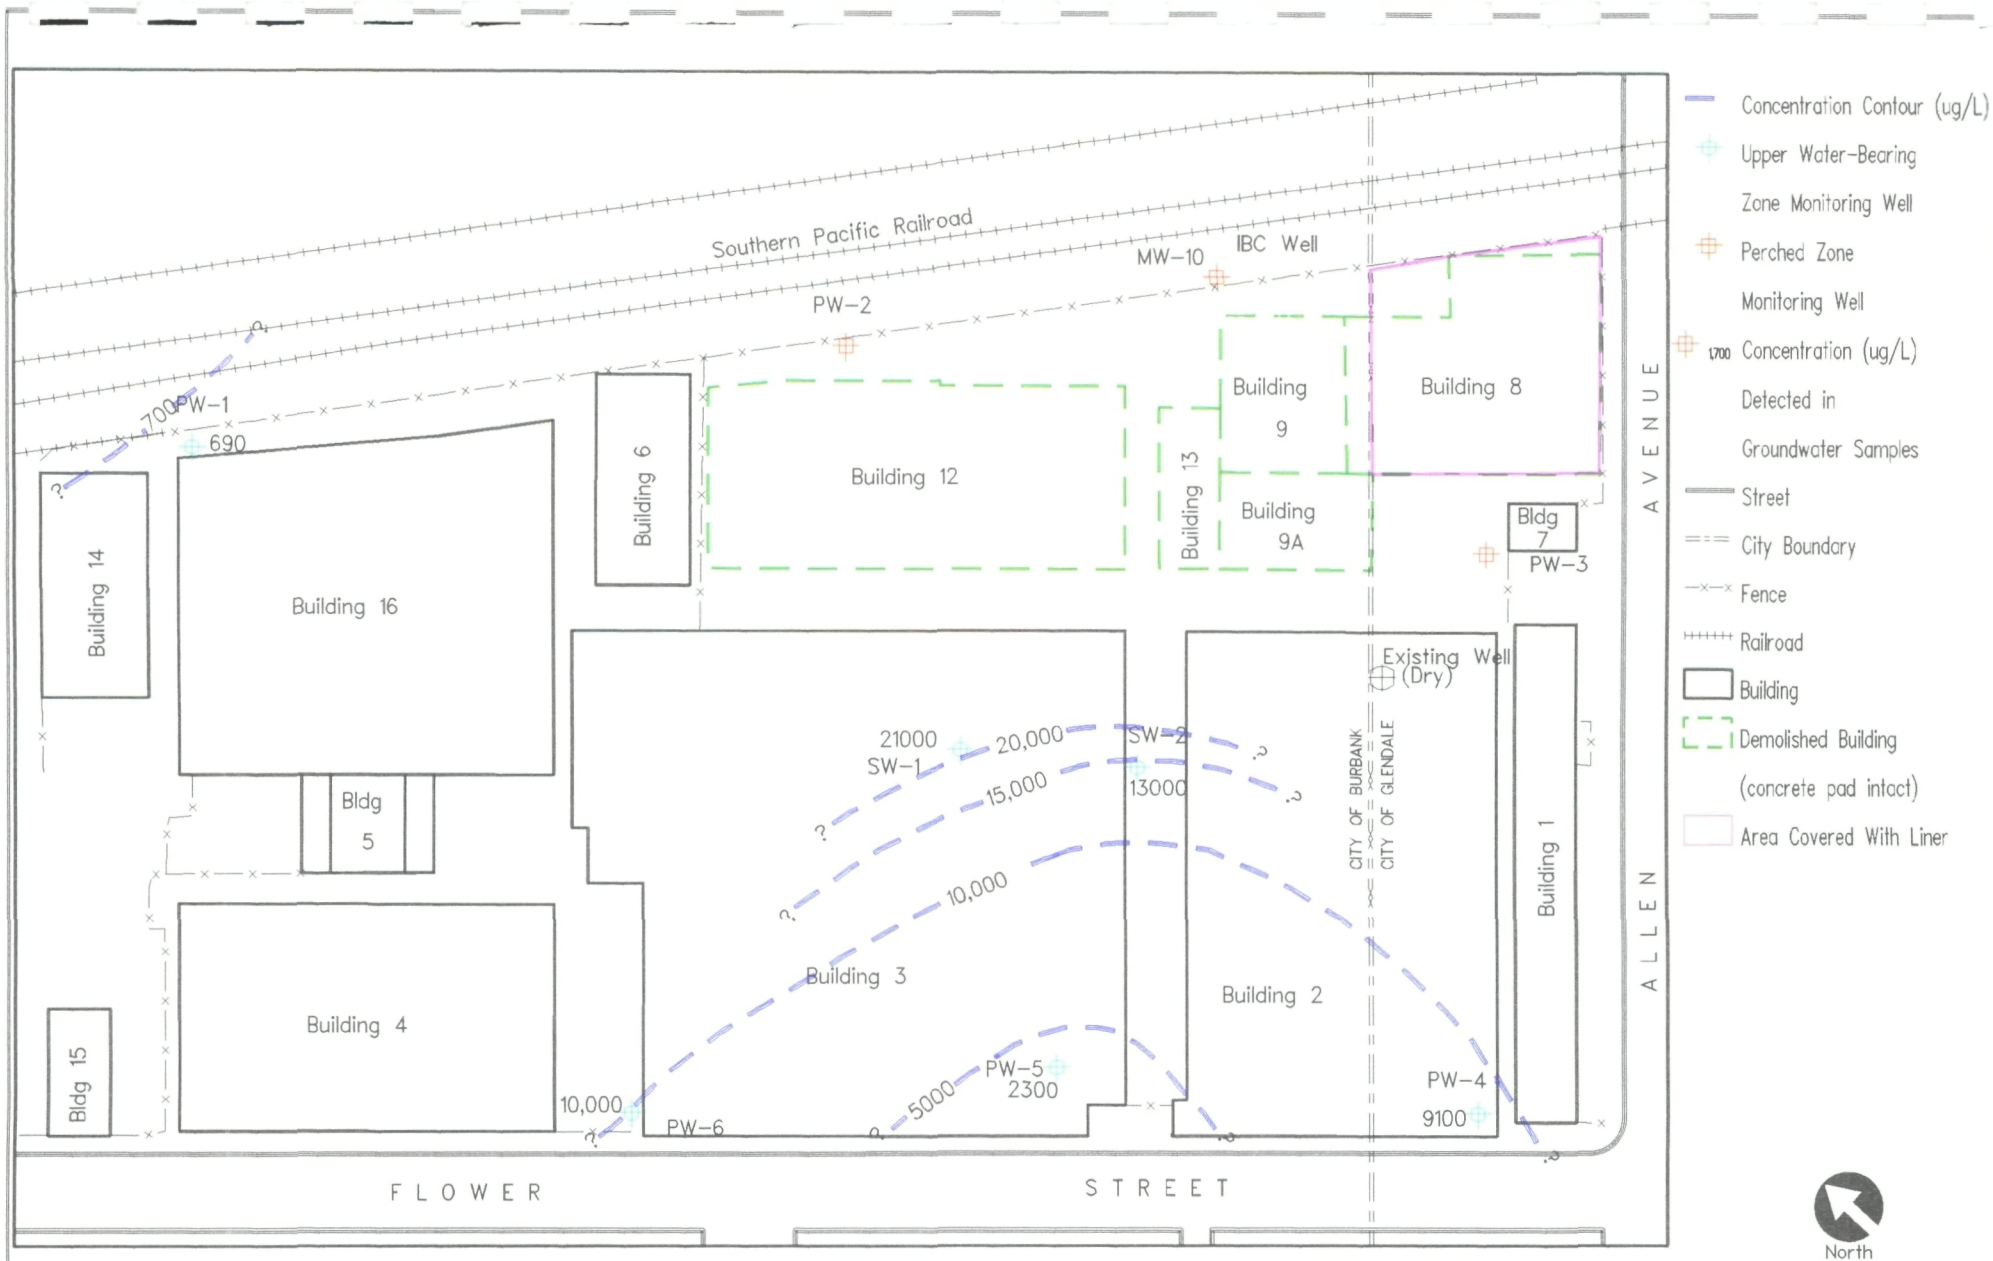 Concentration Contour (ug/L)
Upper Water-Bearing
Zone Monitoring Well
Perched Zone
Monitoring Well
1,700 Concentration (ug/L)
Detected in
Groundwater Samples
Street
City Boundary
Fence
Railroad
Building
Demolished Building
(concrete pad intact)
Area Covered With Liner
Southern Pacific Railroad
MW-10
IBC Well
PW-2
?
700
PW-1
690
?
Building 14
Building 16
Building 6
Building 12
Building 13
Building
9
Building
9A
Building 8
Bldg
7
PW-3
AVENUE
ALLEN
Existing Well
(Dry)
21000
SW-1
20,000
SW-2
?
15,000
13000
?
?
?
10,000
CITY OF BURBANK
CITY OF GLENDALE
Building 1
Bldg
5
Building 3
Building 2
Building 4
Bldg 15
10,000
PW-6
?
5000
?
PW-5
2300
?
PW-4
9100
?
FLOWER
STREET
North